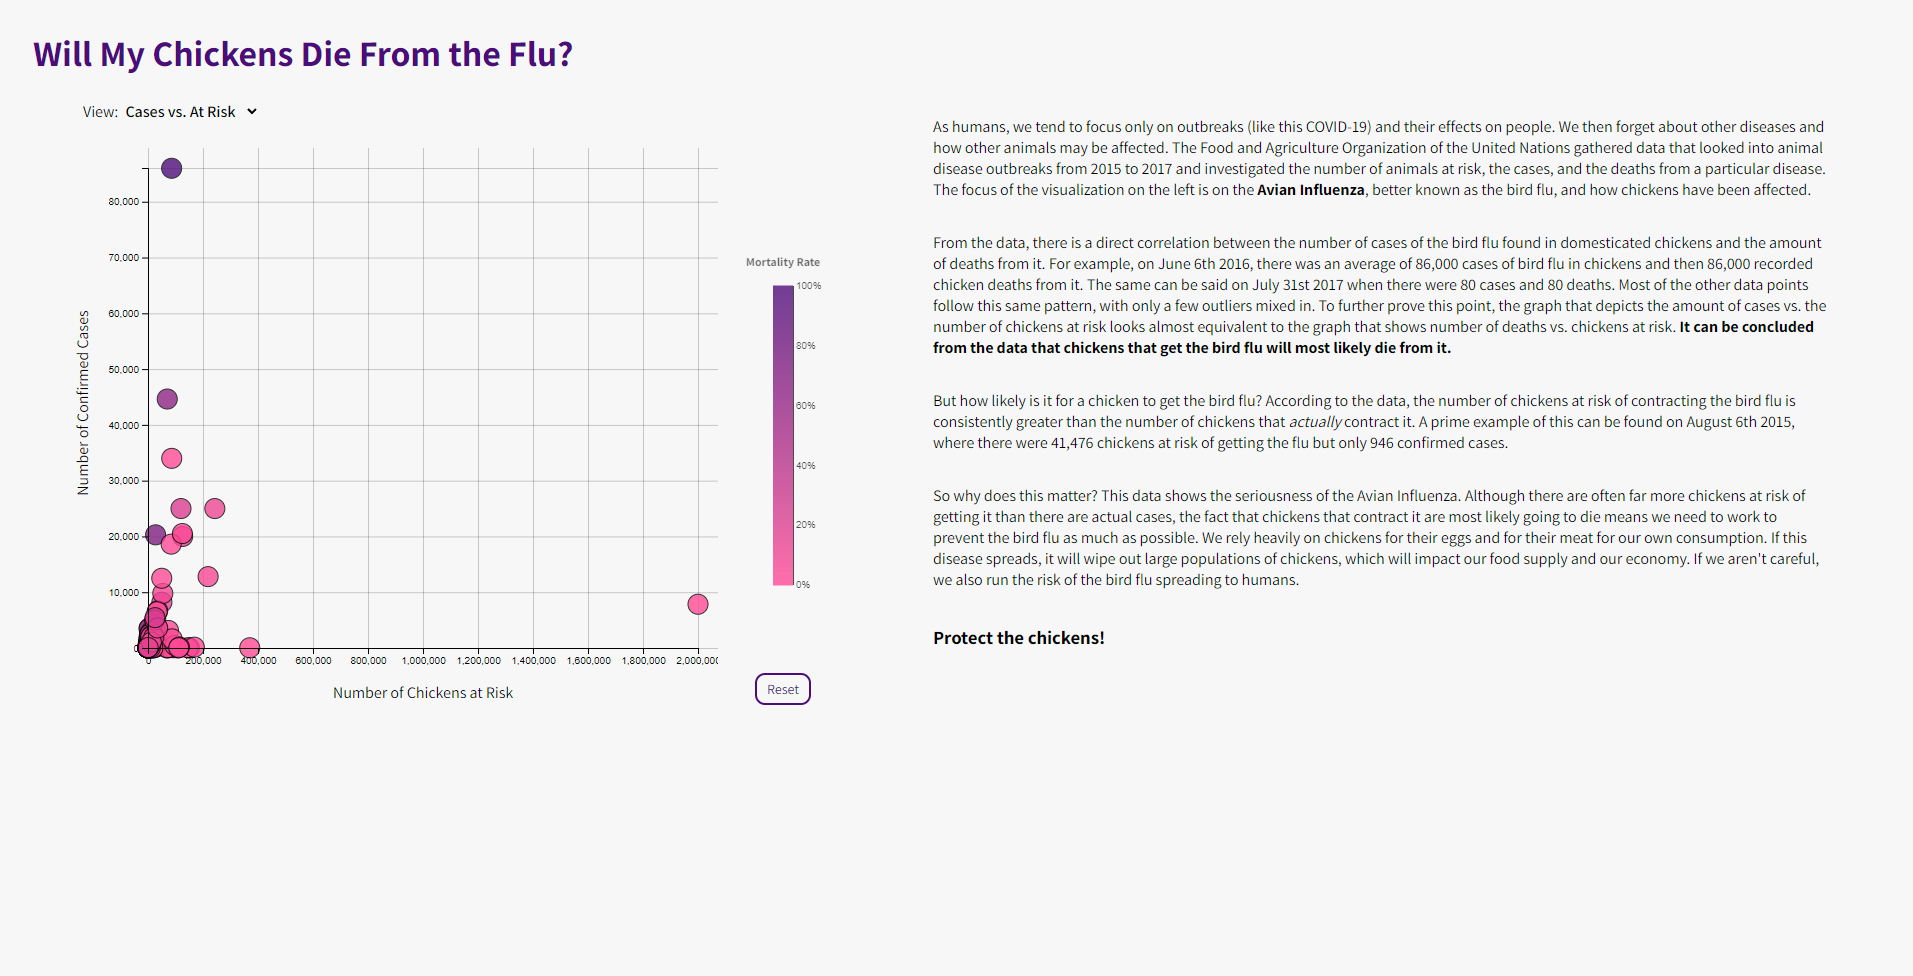 Will My Chickens Die From the Flu?
View: Cases vs. At Risk
80,000
70,000
60,000
50,000
40,000
30,000
20,000
10,000
0
Number of Confirmed Cases
0
200,000
400,000
600,000
800,000
1,000,000
1,200,000
1,400,000
1,600,000
1,800,000
2,000,000
Number of Chickens at Risk
Mortality Rate
100%
80%
60%
40%
20%
0%
Reset
As humans, we tend to focus only on outbreaks (like this COVID-19) and their effects on people. We then forget about other diseases and
how other animals may be affected. The Food and Agriculture Organization of the United Nations gathered data that looked into animal
disease outbreaks from 2015 to 2017 and investigated the number of animals at risk, the cases, and the deaths from a particular disease.
The focus of the visualization on the left is on the Avian Influenza, better known as the bird flu, and how chickens have been affected.
From the data, there is a direct correlation between the number of cases of the bird flu found in domesticated chickens and the amount
of deaths from it. For example, on June 6th 2016, there was an average of 86,000 cases of bird flu in chickens and then 86,000 recorded
chicken deaths from it. The same can be said on July 31st 2017 when there were 80 cases and 80 deaths. Most of the other data points
follow this same pattern, with only a few outliers mixed in. To further prove this point, the graph that depicts the amount of cases vs. the
number of chickens at risk looks almost equivalent to the graph that shows number of deaths vs. chickens at risk. It can be concluded
from the data that chickens that get the bird flu will most likely die from it.
But how likely is it for a chicken to get the bird flu? According to the data, the number of chickens at risk of contracting the bird flu is
consistently greater than the number of chickens that actually contract it. A prime example of this can be found on August 6th 2015,
where there were 41,476 chickens at risk of getting the flu but only 946 confirmed cases.
So why does this matter? This data shows the seriousness of the Avian Influenza. Although there are often far more chickens at risk of
getting it than there are actual cases, the fact that chickens that contract it are most likely going to die means we need to work to
prevent the bird flu as much as possible. We rely heavily on chickens for their eggs and for their meat for our own consumption. If this
disease spreads, it will wipe out large populations of chickens, which will impact our food supply and our economy. If we aren't careful,
we also run the risk of the bird flu spreading to humans.
Protect the chickens!